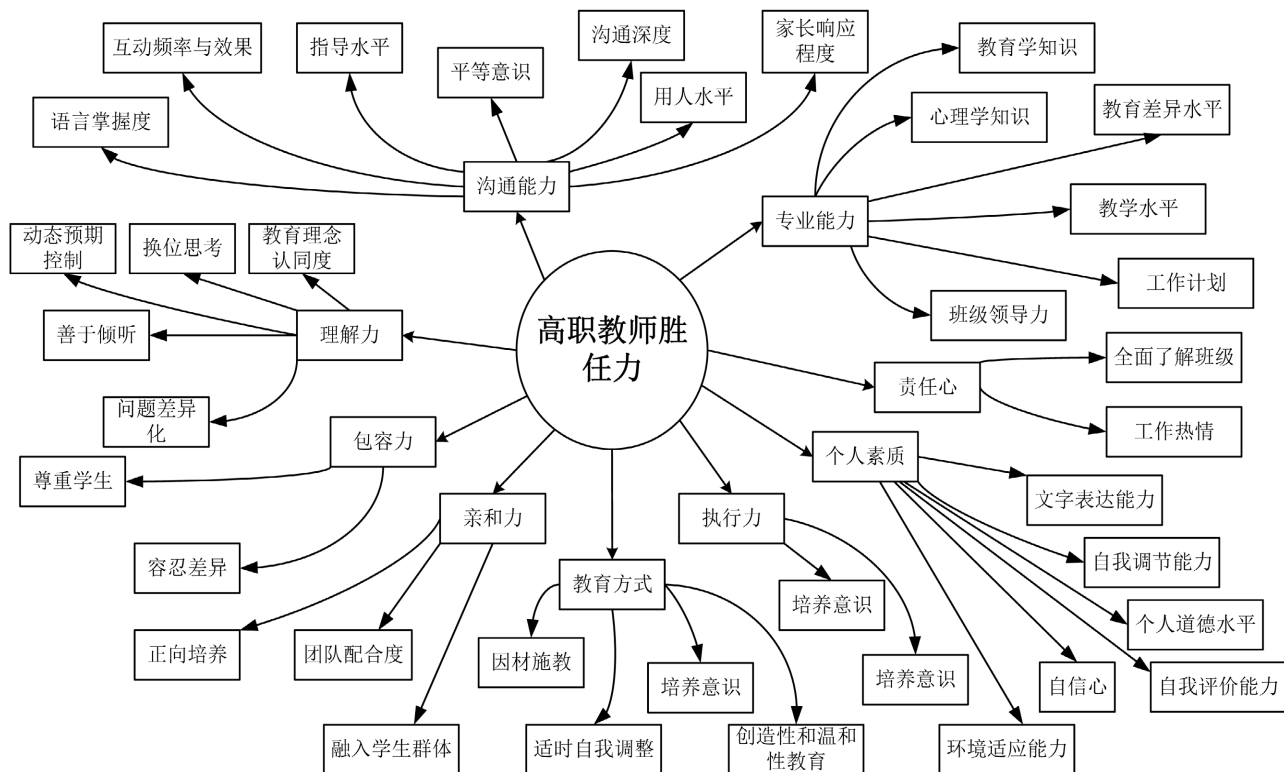 互动频率与效果
指导水平
沟通深度
家长响应
程度
平等意识
用人水平
语言掌握度
沟通能力
教育学知识
心理学知识
教育差异水平
专业能力
教学水平
工作计划
班级领导力
动态预期
控制
换位思考
教育理念
认同度
善于倾听
理解力
问题差异
化
高职教师胜
任力
全面了解班级
责任心
工作热情
包容力
尊重学生
容忍差异
个人素质
文字表达能力
自我调节能力
个人道德水平
自信心
自我评价能力
环境适应能力
亲和力
正向培养
团队配合度
融入学生群体
执行力
培养意识
培养意识
教育方式
因材施教
培养意识
适时自我调整
创造性和温和
性教育